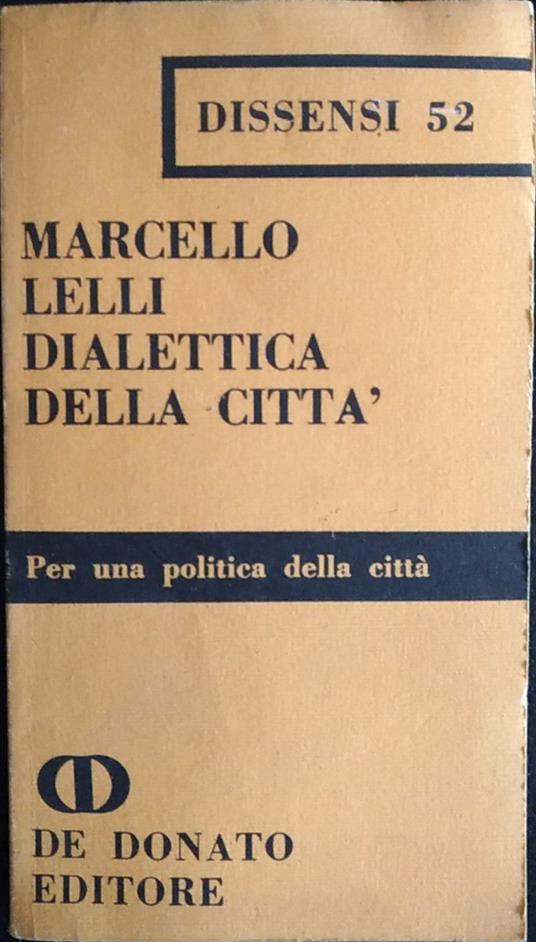 DISSENSI 52
MARCELLO
LELLI
DIALETTICA
DELLA CITTA'
Per una politica della città
DE DONATO
EDITORE